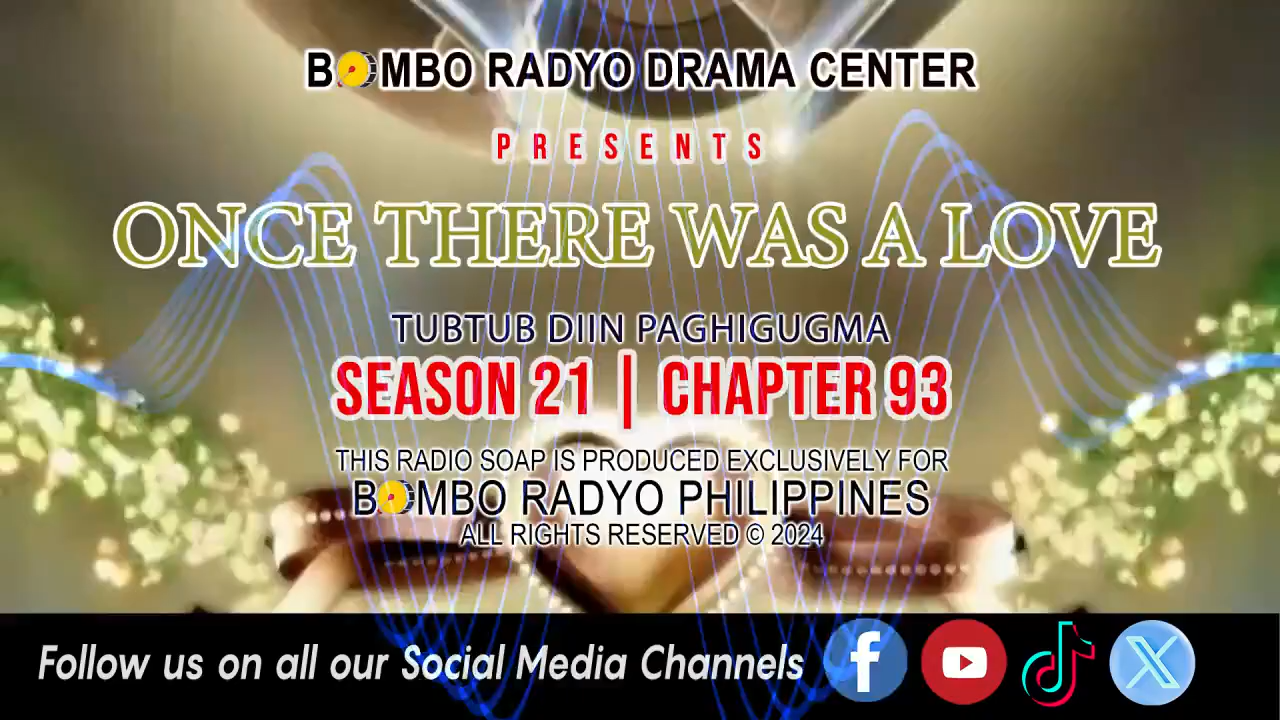 BOMBO RADYO DRAMA CENTER
PRESENTS
ONCE THERE WAS A LOVE
TUBTUB DIIN PAGHIGUGMA
SEASON 21 | CHAPTER 93
THIS RADIO SOAP IS PRODUCED EXCLUSIVELY FOR
BOMBO RADYO PHILIPPINES
ALL RIGHTS RESERVED © 2024
Follow us on all our Social Media Channels